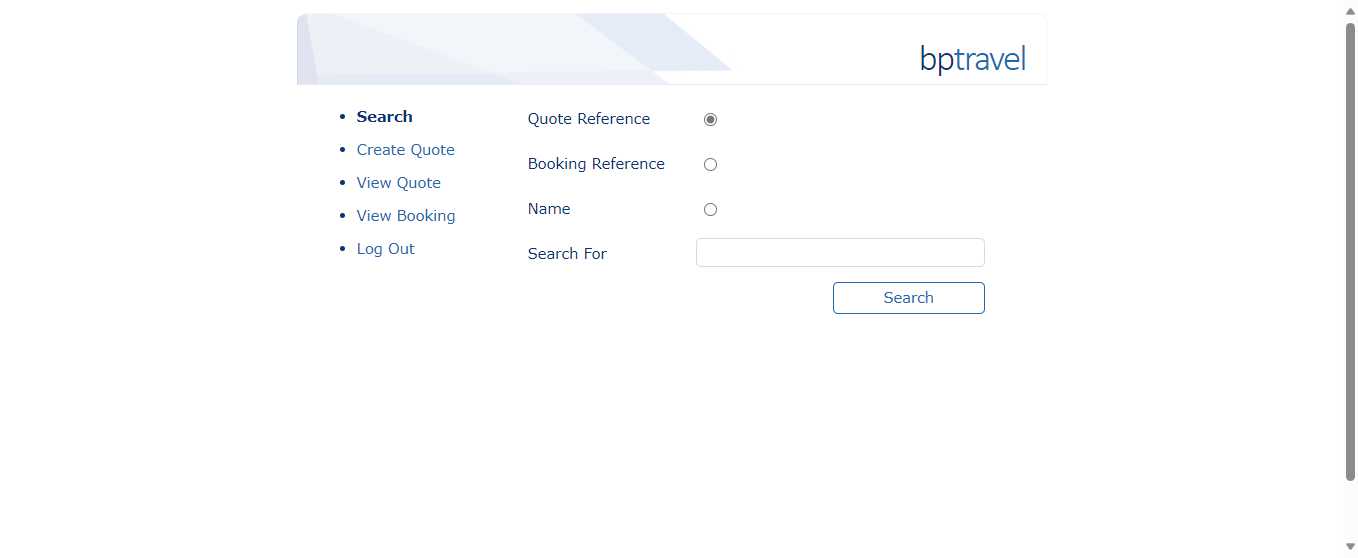 bptravel
Search
Create Quote
View Quote
View Booking
Log Out
Quote Reference
Booking Reference
Name
Search For
Search